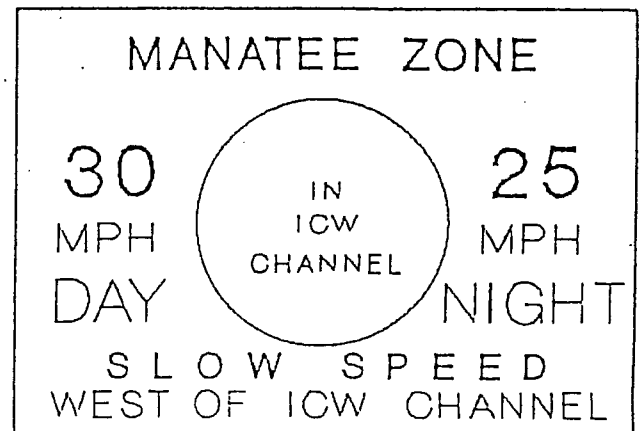 MANATEE ZONE
30
MPH
DAY
IN
ICW
CHANNEL
25
MPH
NIGHT
SLOW SPEED
WEST OF ICW CHANNEL